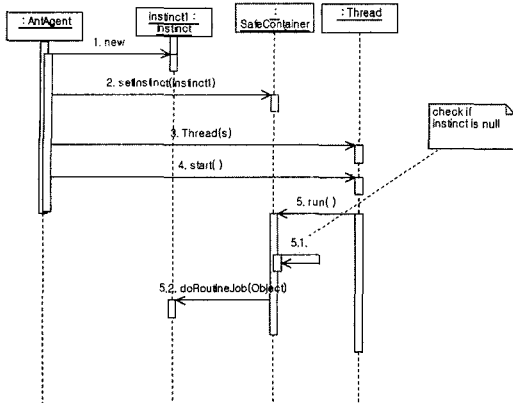 : AntAgent
instinct1 :
Instinct
:
SafeContainer
: Thread
1. new
2. setInstinct(Instinct1)
check if
instinct is null
3. Thread(s)
4. start( )
5. run( )
5.1.
5.2. doRoutineJob(Object)